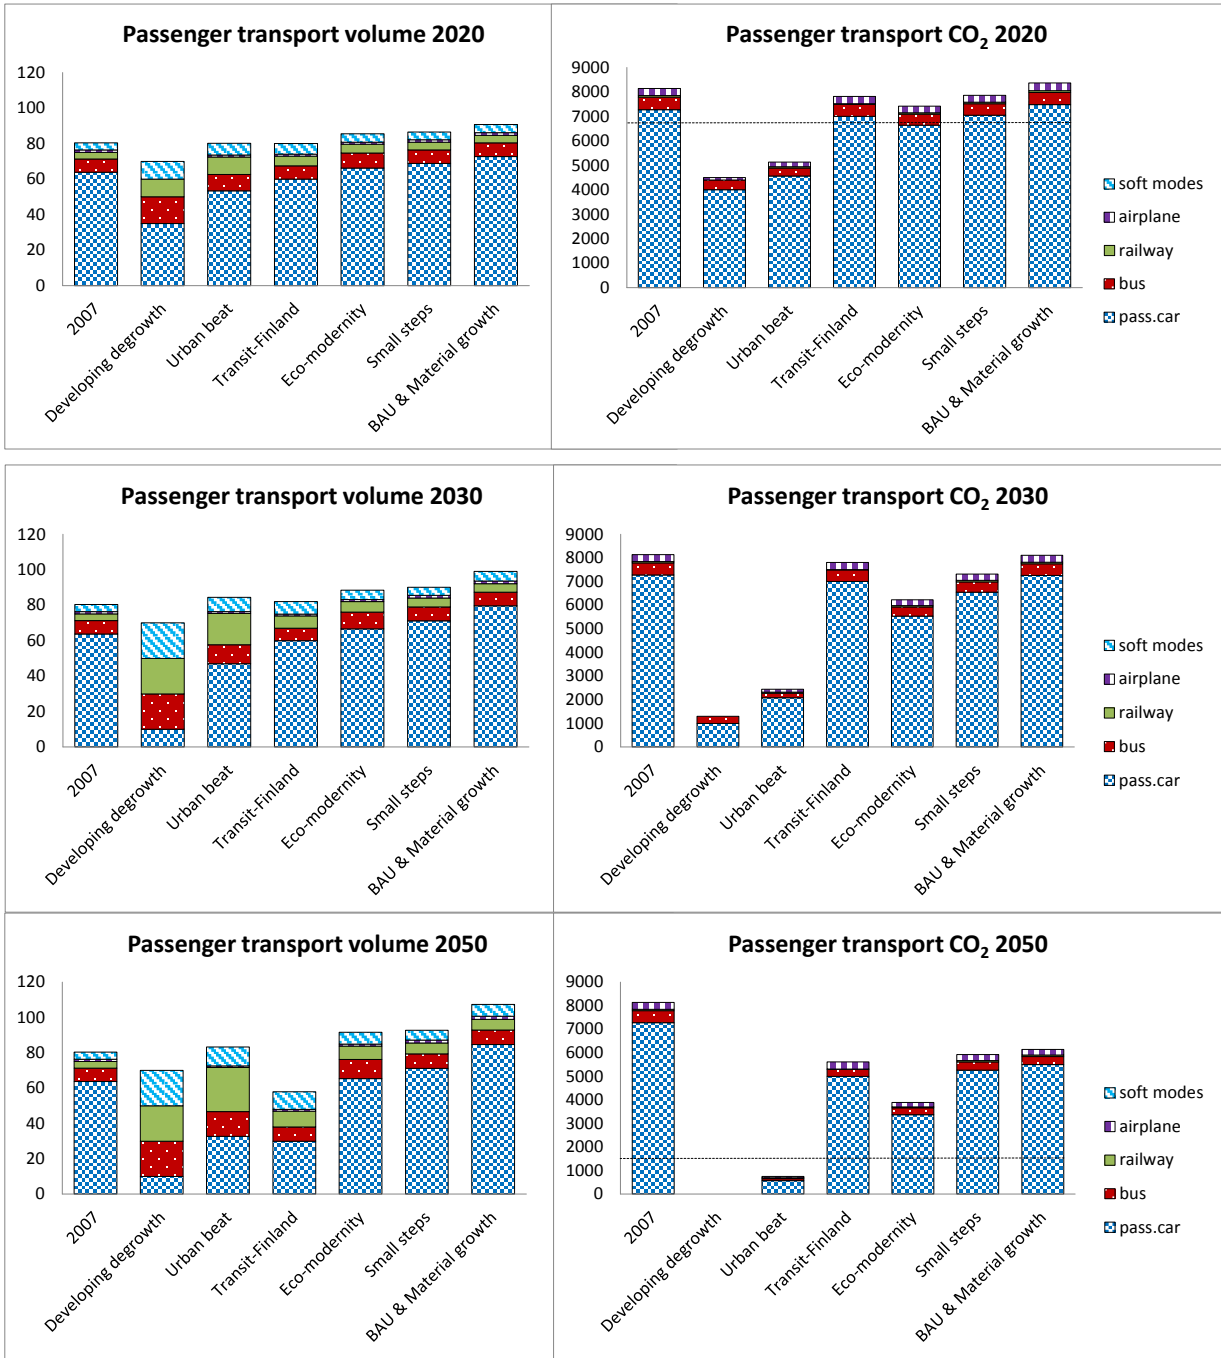 Passenger transport volume 2020
120
100
80
60
40
20
0
2007
Developing degrowth
Urban beat
Transit-Finland
Eco-modernity
Small steps
BAU & Material growth
Passenger transport CO₂ 2020
9000
8000
7000
6000
5000
4000
3000
2000
1000
0
2007
Developing degrowth
Urban beat
Transit-Finland
Eco-modernity
Small steps
BAU & Material growth
soft modes
airplane
railway
bus
pass.car
Passenger transport volume 2030
120
100
80
60
40
20
0
2007
Developing degrowth
Urban beat
Transit-Finland
Eco-modernity
Small steps
BAU & Material growth
Passenger transport CO₂ 2030
9000
8000
7000
6000
5000
4000
3000
2000
1000
0
2007
Developing degrowth
Urban beat
Transit-Finland
Eco-modernity
Small steps
BAU & Material growth
soft modes
airplane
railway
bus
pass.car
Passenger transport volume 2050
120
100
80
60
40
20
0
2007
Developing degrowth
Urban beat
Transit-Finland
Eco-modernity
Small steps
BAU & Material growth
Passenger transport CO₂ 2050
9000
8000
7000
6000
5000
4000
3000
2000
1000
0
2007
Developing degrowth
Urban beat
Transit-Finland
Eco-modernity
Small steps
BAU & Material growth
soft modes
airplane
railway
bus
pass.car